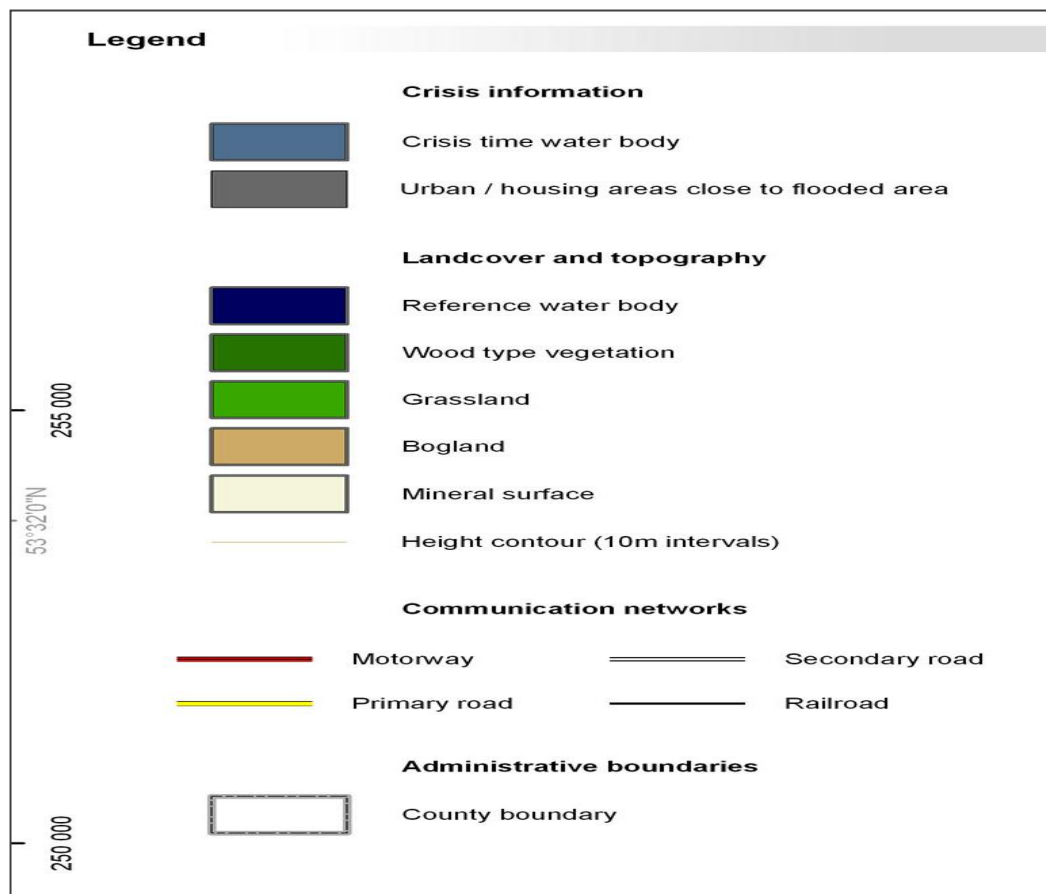 Legend
Crisis information
Crisis time water body
Urban / housing areas close to flooded area
Landcover and topography
Reference water body
Wood type vegetation
Grassland
Bogland
Mineral surface
Height contour (10m intervals)
Communication networks
Motorway
Secondary road
Primary road
Railroad
Administrative boundaries
County boundary
255 000
53°32'0"N
250 000